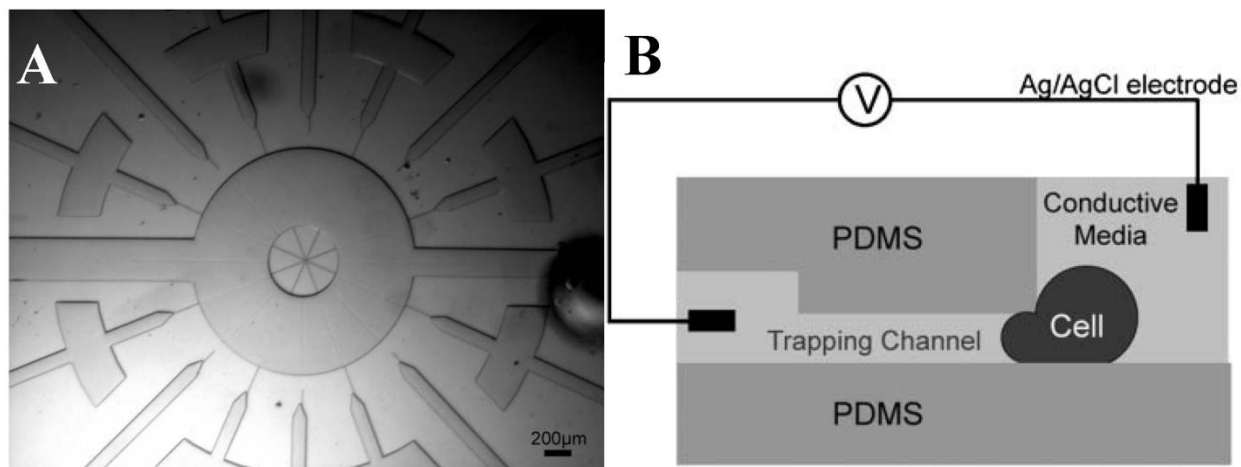 A
200µm
B
V
Ag/AgCl electrode
PDMS
Conductive
Media
Cell
Trapping Channel
PDMS